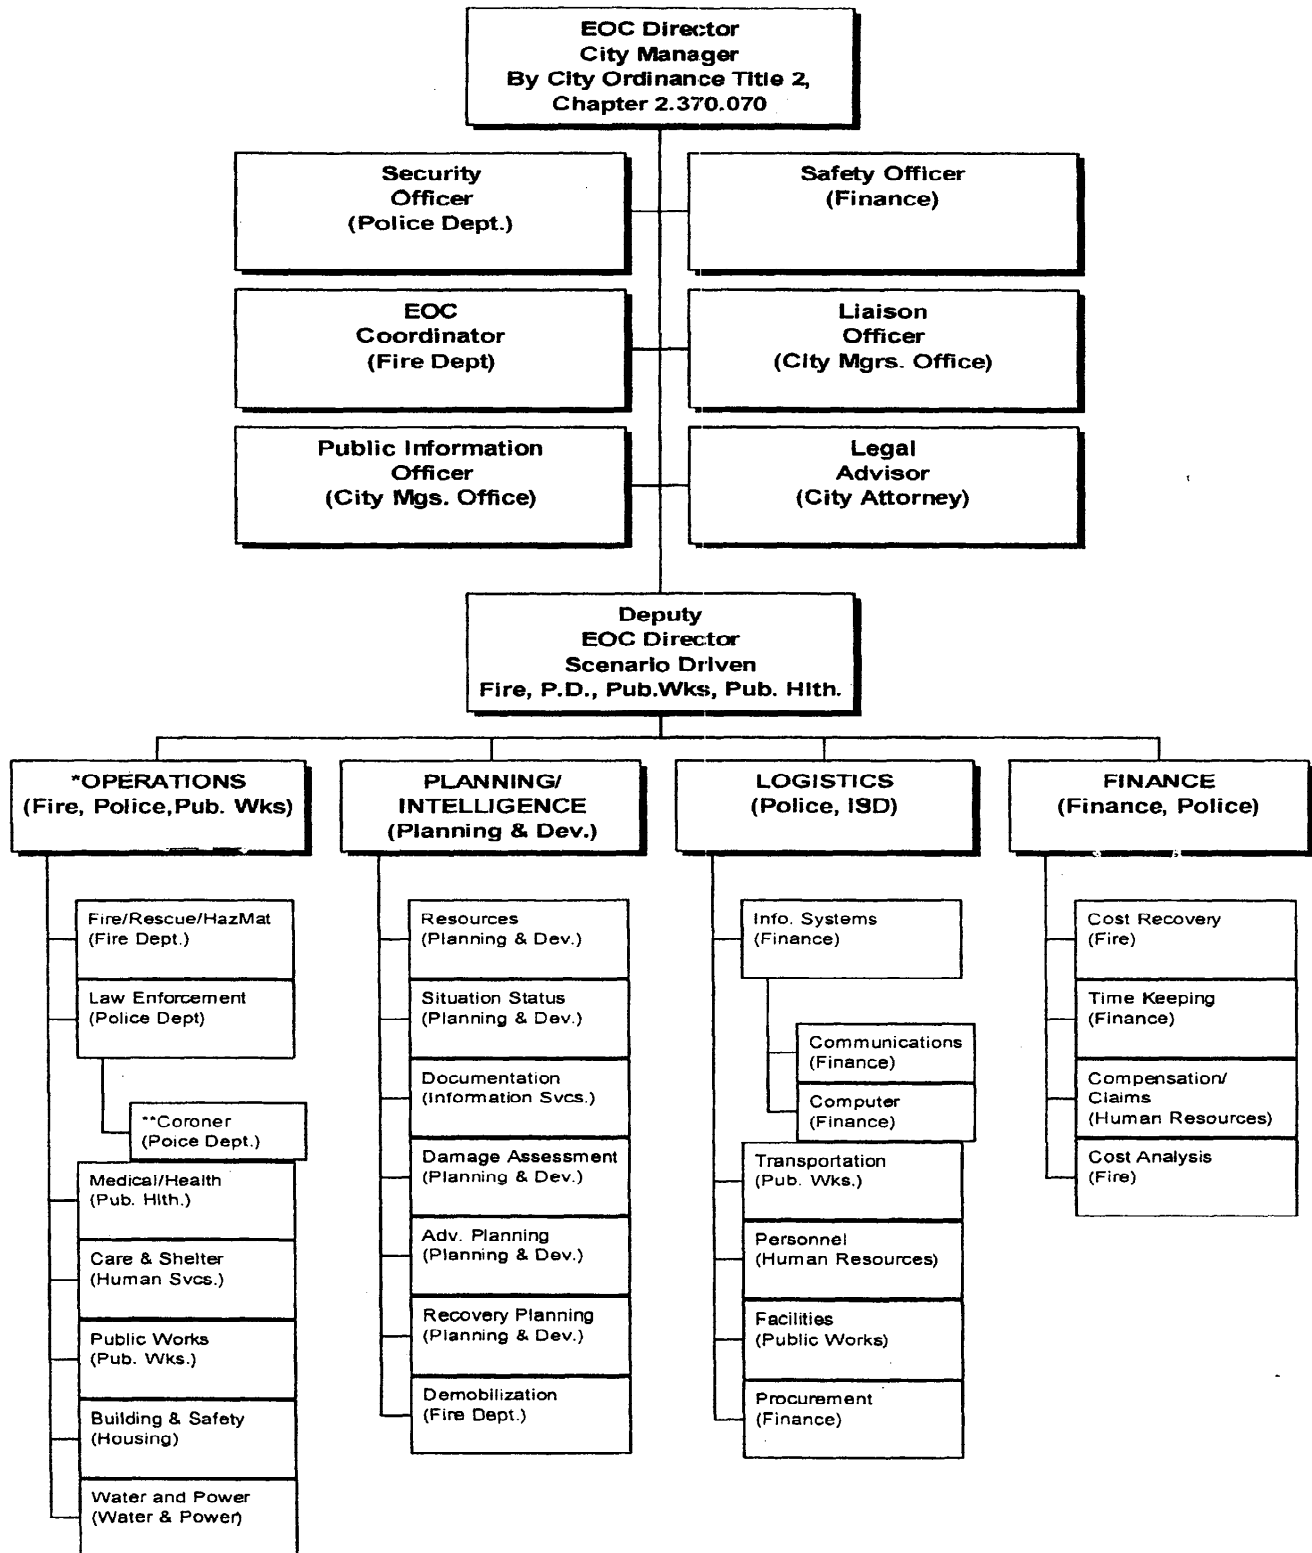 EOC Director
City Manager
By City Ordinance Title 2,
Chapter 2.370.070
Security
Officer
(Police Dept.)
Safety Officer
(Finance)
EOC
Coordinator
(Fire Dept)
Liaison
Officer
(City Mgrs. Office)
Public Information
Officer
(City Mgs. Office)
Legal
Advisor
(City Attorney)
Deputy
EOC Director
Scenario Driven
Fire, P.D., Pub.Wks, Pub. Hlth.
*OPERATIONS
(Fire, Police,Pub. Wks)
Fire/Rescue/HazMat
(Fire Dept.)
Law Enforcement
(Police Dept)
**Coroner
(Poice Dept.)
Medical/Health
(Pub. Hlth.)
Care & Shelter
(Human Svcs.)
Public Works
(Pub. Wks.)
Building & Safety
(Housing)
Water and Power
(Water & Power)
PLANNING/
INTELLIGENCE
(Planning & Dev.)
Resources
(Planning & Dev.)
Situation Status
(Planning & Dev.)
Documentation
(Information Svcs.)
Damage Assessment
(Planning & Dev.)
Adv. Planning
(Planning & Dev.)
Recovery Planning
(Planning & Dev.)
Demobilization
(Fire Dept.)
LOGISTICS
(Police, ISD)
Info. Systems
(Finance)
Communications
(Finance)
Computer
(Finance)
Transportation
(Pub. Wks.)
Personnel
(Human Resources)
Facilities
(Public Works)
Procurement
(Finance)
FINANCE
(Finance, Police)
Cost Recovery
(Fire)
Time Keeping
(Finance)
Compensation/
Claims
(Human Resources)
Cost Analysis
(Fire)